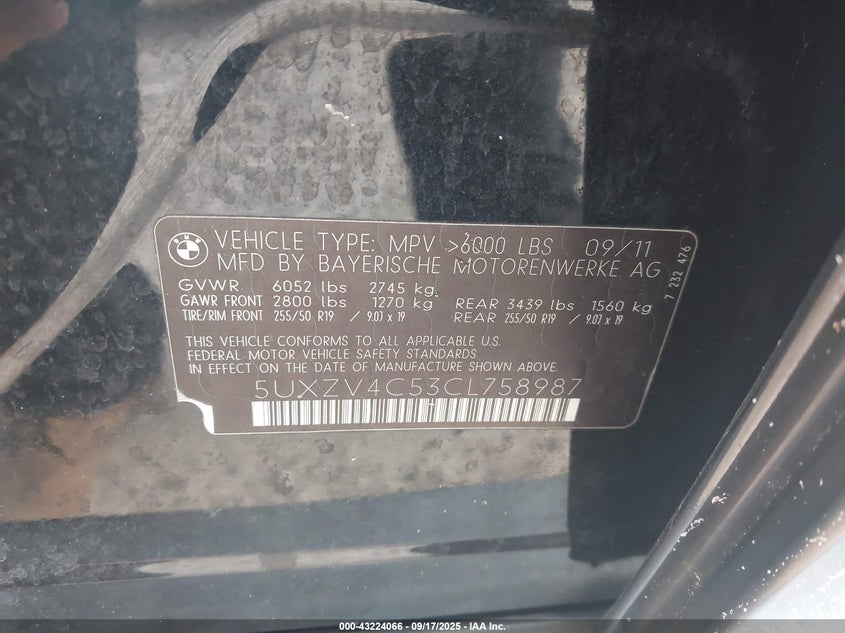 BMW
VEHICLE TYPE: MPV >6000 LBS 09/11
MFD BY BAYERISCHE MOTORENWERKE AG
GVWR 6052 lbs 2745 kg
GAWR FRONT 2800 lbs 1270 kg REAR 3439 lbs 1560 kg
TIRE/RIM FRONT 255/50 R19 / 9.0J x 19 REAR 255/50 R19 / 9.0J x 19
THIS VEHICLE CONFORMS TO ALL APPLICABLE U.S.
FEDERAL MOTOR VEHICLE SAFETY STANDARDS
IN EFFECT ON DATE OF MANUFACTURE SHOWN ABOVE.
5UXZV4C53CL758987
7 232 476
000-43224066 - 09/17/2025 - IAA Inc.